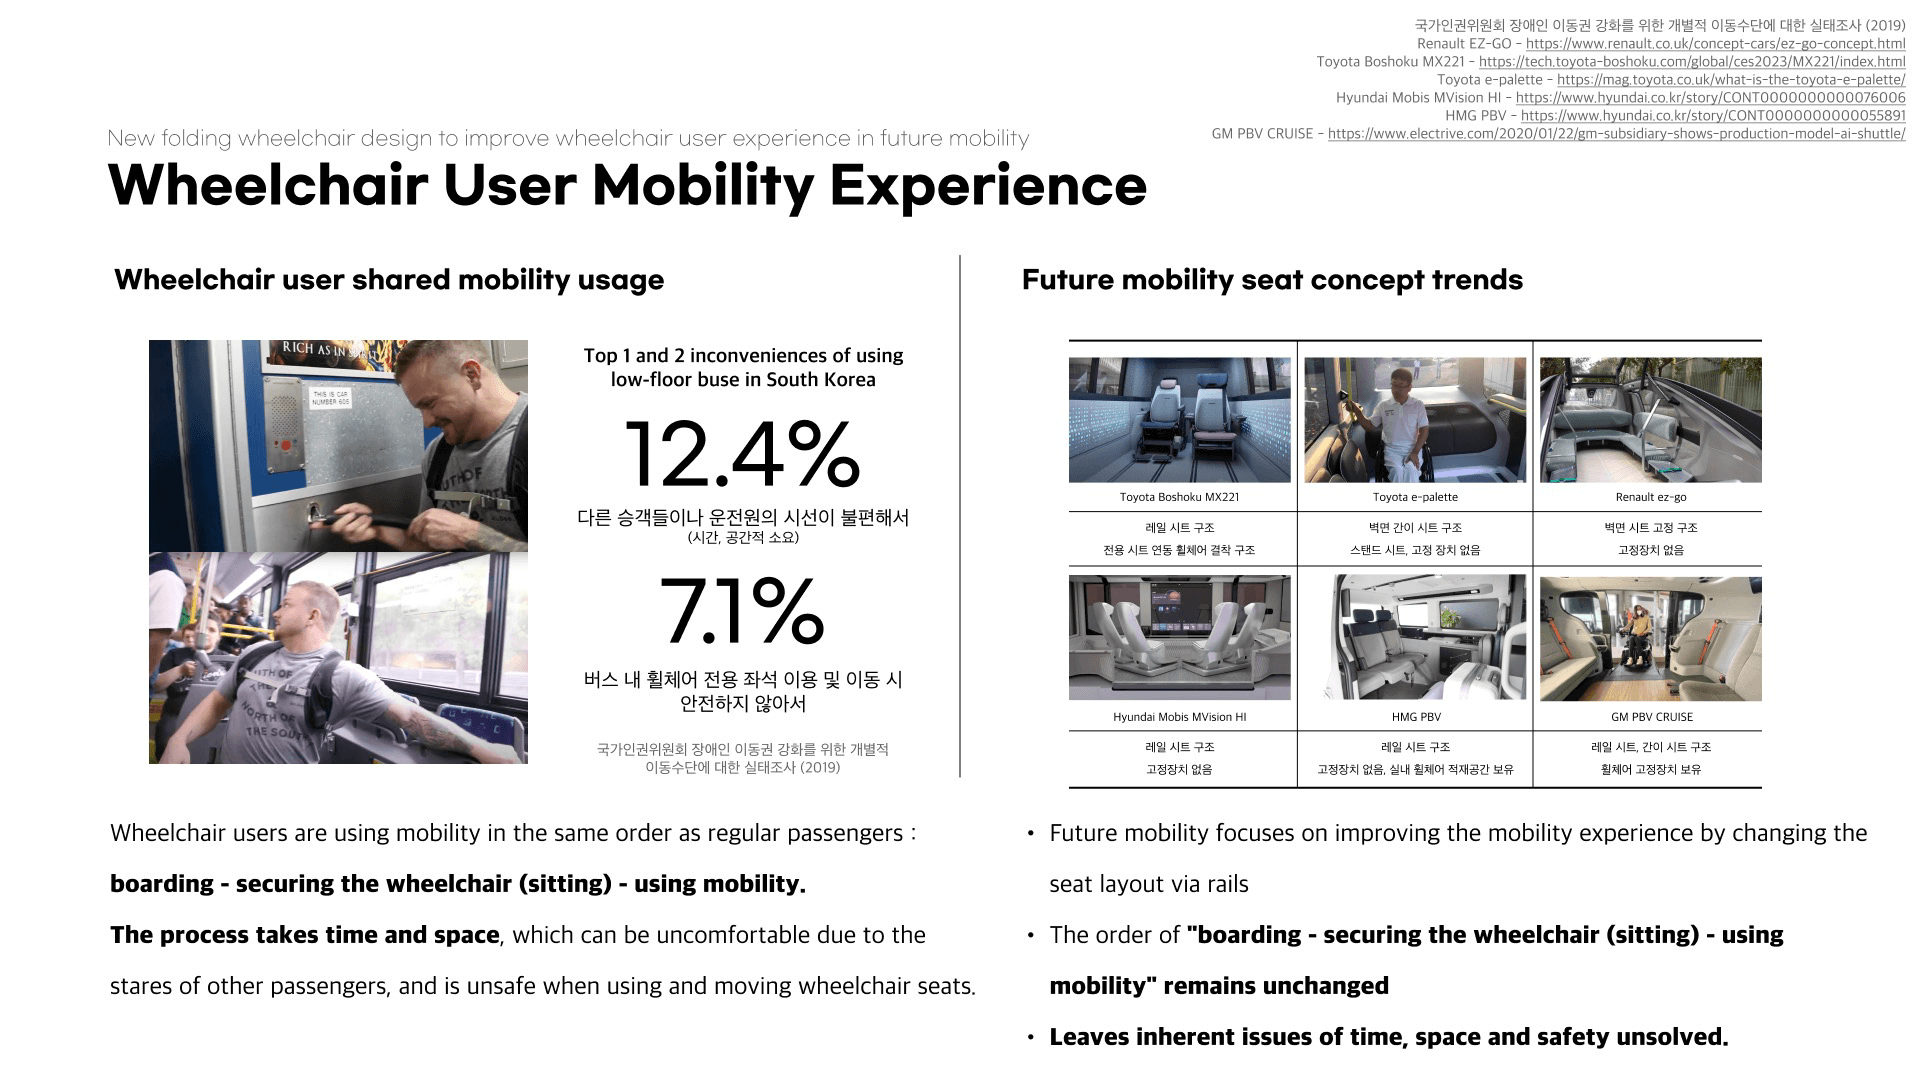 국가인권위원회 장애인 이동권 강화를 위한 개별적 이동수단에 대한 실태조사 (2019)
Renault EZ-GO - https://www.renault.co.uk/concept-cars/ez-go-concept.html
Toyota Boshoku MX221 - https://tech.toyota-boshoku.com/global/ces2023/MX221/index.html
Toyota e-palette - https://mag.toyota.co.uk/what-is-the-toyota-e-palette/
Hyundai Mobis MVision HI - https://www.hyundai.co.kr/story/CONT0000000000076006
HMG PBV - https://www.hyundai.co.kr/story/CONT0000000000055891
GM PBV CRUISE - https://www.electrive.com/2020/01/22/gm-subsidiary-shows-production-model-ai-shuttle/
New folding wheelchair design to improve wheelchair user experience in future mobility
Wheelchair User Mobility Experience
Wheelchair user shared mobility usage
RICH AS IN SPIRIT
THIS IS CAR
NUMBER 605
NORTH OF
THE SOUTH
Top 1 and 2 inconveniences of using
low-floor buse in South Korea
12.4%
다른 승객들이나 운전원의 시선이 불편해서
(시간, 공간적 소요)
7.1%
버스 내 휠체어 전용 좌석 이용 및 이동 시
안전하지 않아서
국가인권위원회 장애인 이동권 강화를 위한 개별적
이동수단에 대한 실태조사 (2019)
Wheelchair users are using mobility in the same order as regular passengers :
boarding - securing the wheelchair (sitting) - using mobility.
The process takes time and space, which can be uncomfortable due to the
stares of other passengers, and is unsafe when using and moving wheelchair seats.
Future mobility seat concept trends
Toyota Boshoku MX221
Toyota e-palette
Renault ez-go
레일 시트 구조
전용 시트 연동 휠체어 결착 구조
벽면 간이 시트 구조
스탠드 시트, 고정 장치 없음
벽면 시트 고정 구조
고정장치 없음
Hyundai Mobis MVision HI
HMG PBV
GM PBV CRUISE
레일 시트 구조
고정장치 없음
레일 시트 구조
고정장치 없음, 실내 휠체어 적재공간 보유
레일 시트, 간이 시트 구조
휠체어 고정장치 보유
• Future mobility focuses on improving the mobility experience by changing the
seat layout via rails
• The order of "boarding - securing the wheelchair (sitting) - using
mobility" remains unchanged
• Leaves inherent issues of time, space and safety unsolved.